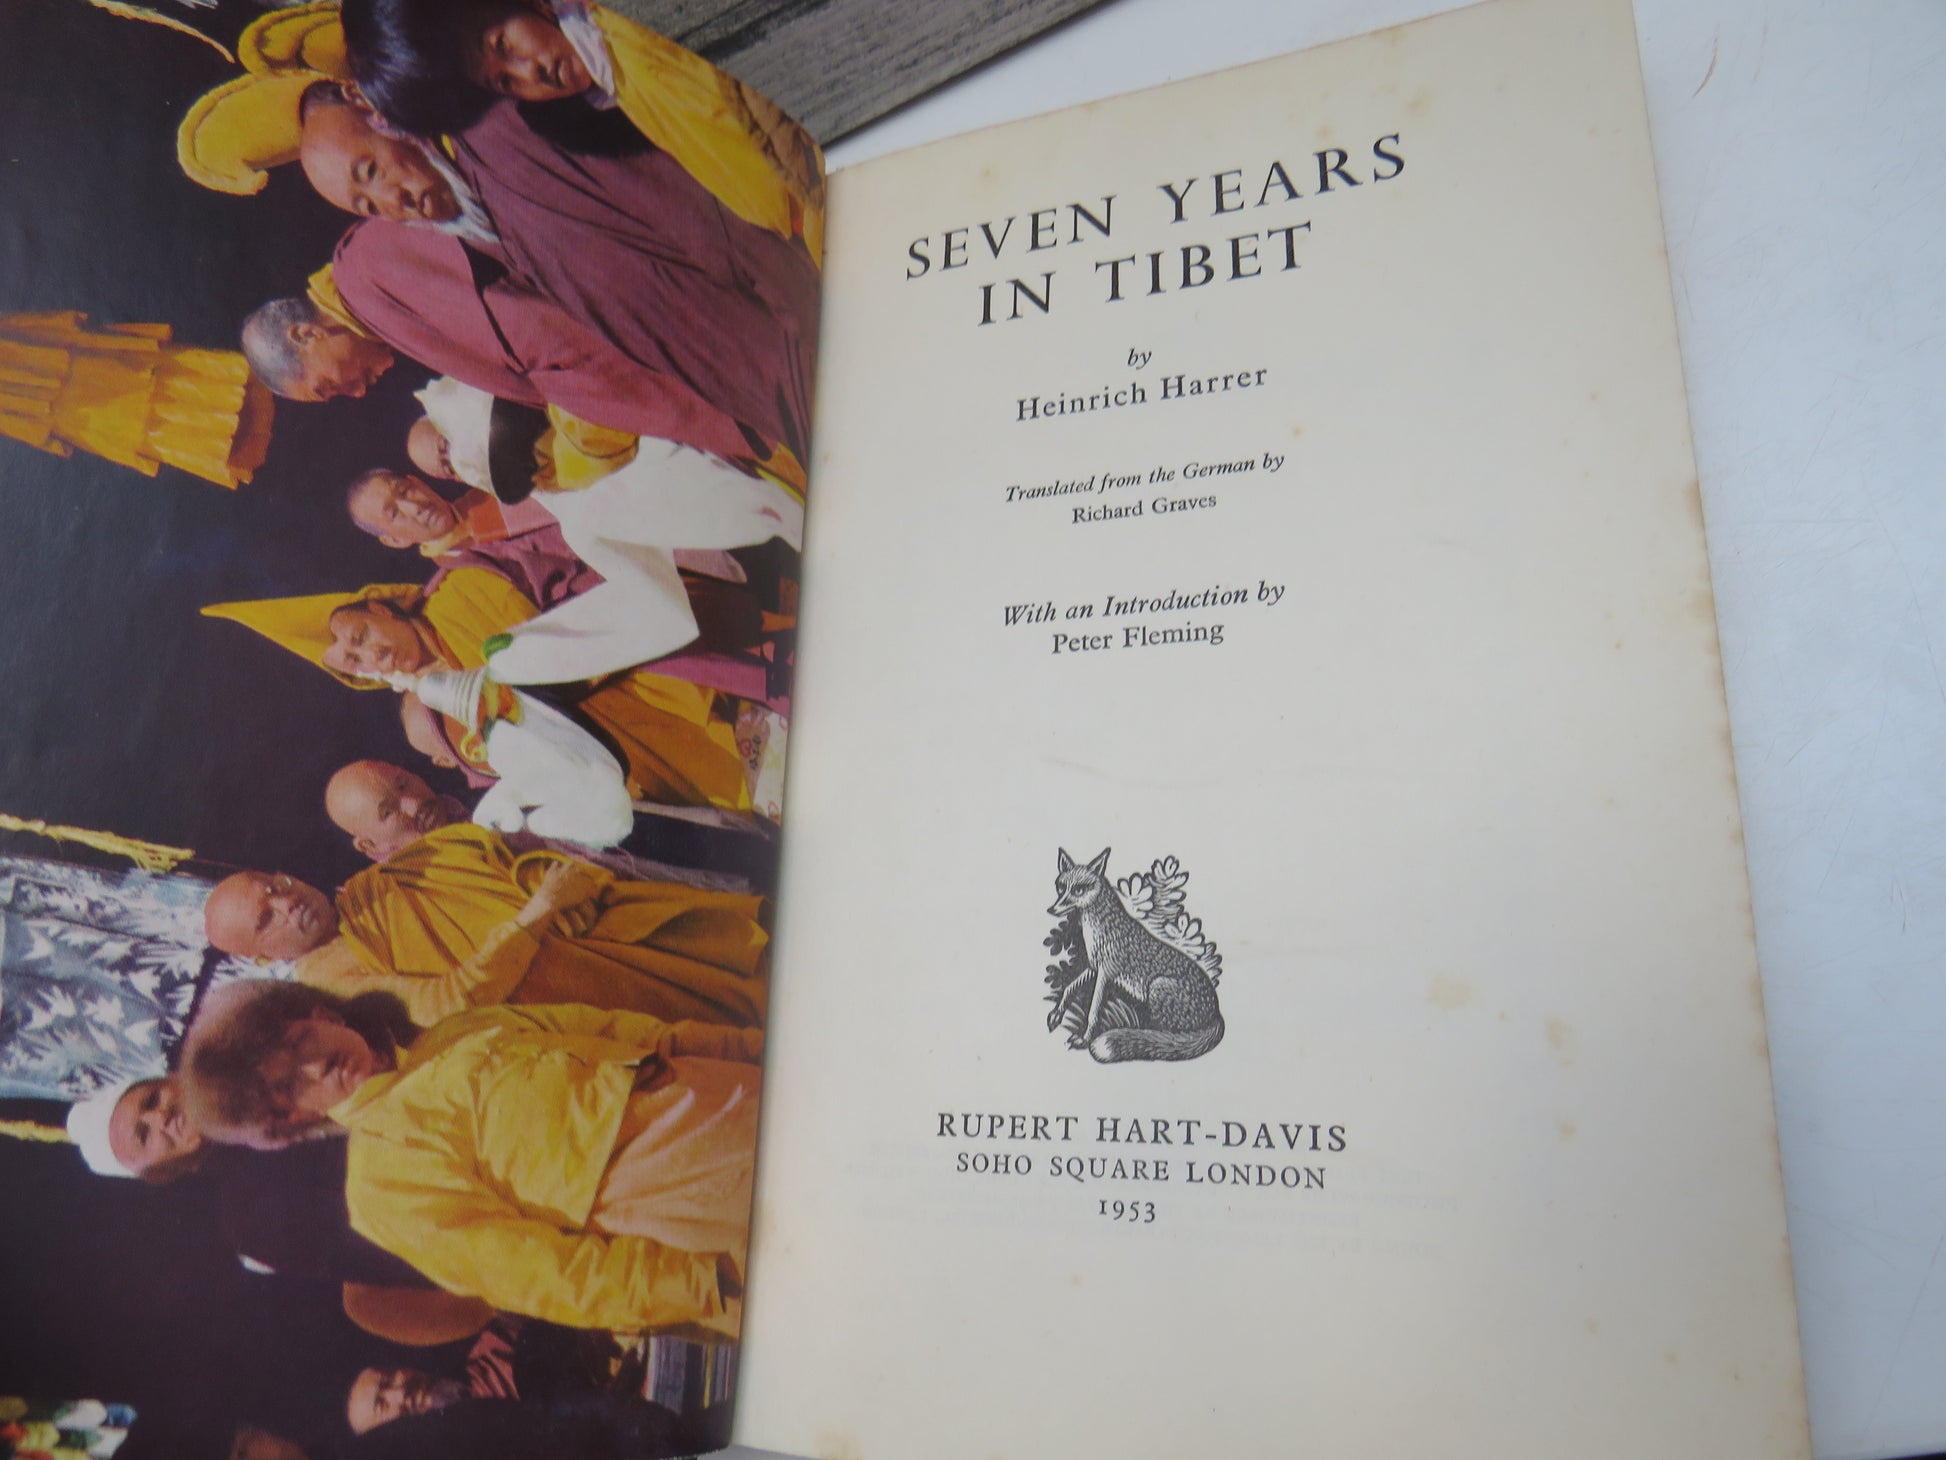 SEVEN YEARS
IN TIBET
by
Heinrich Harrer
Translated from the German by
Richard Graves
With an Introduction by
Peter Fleming
RUPERT HART-DAVIS
SOHO SQUARE LONDON
1953